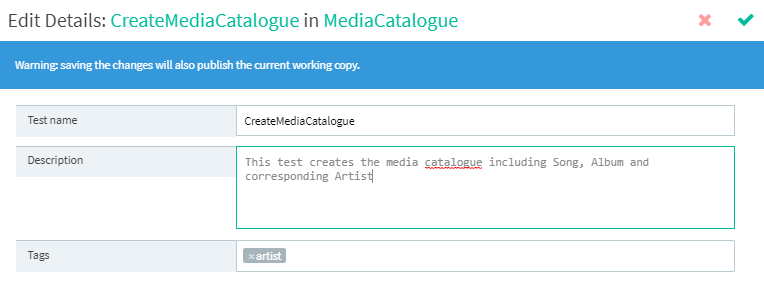 Edit Details: CreateMediaCatalogue in MediaCatalogue
Warning: saving the changes will also publish the current working copy.
Test name
CreateMediaCatalogue
Description
This test creates the media catalogue including Song, Album and
corresponding Artist
Tags
×artist